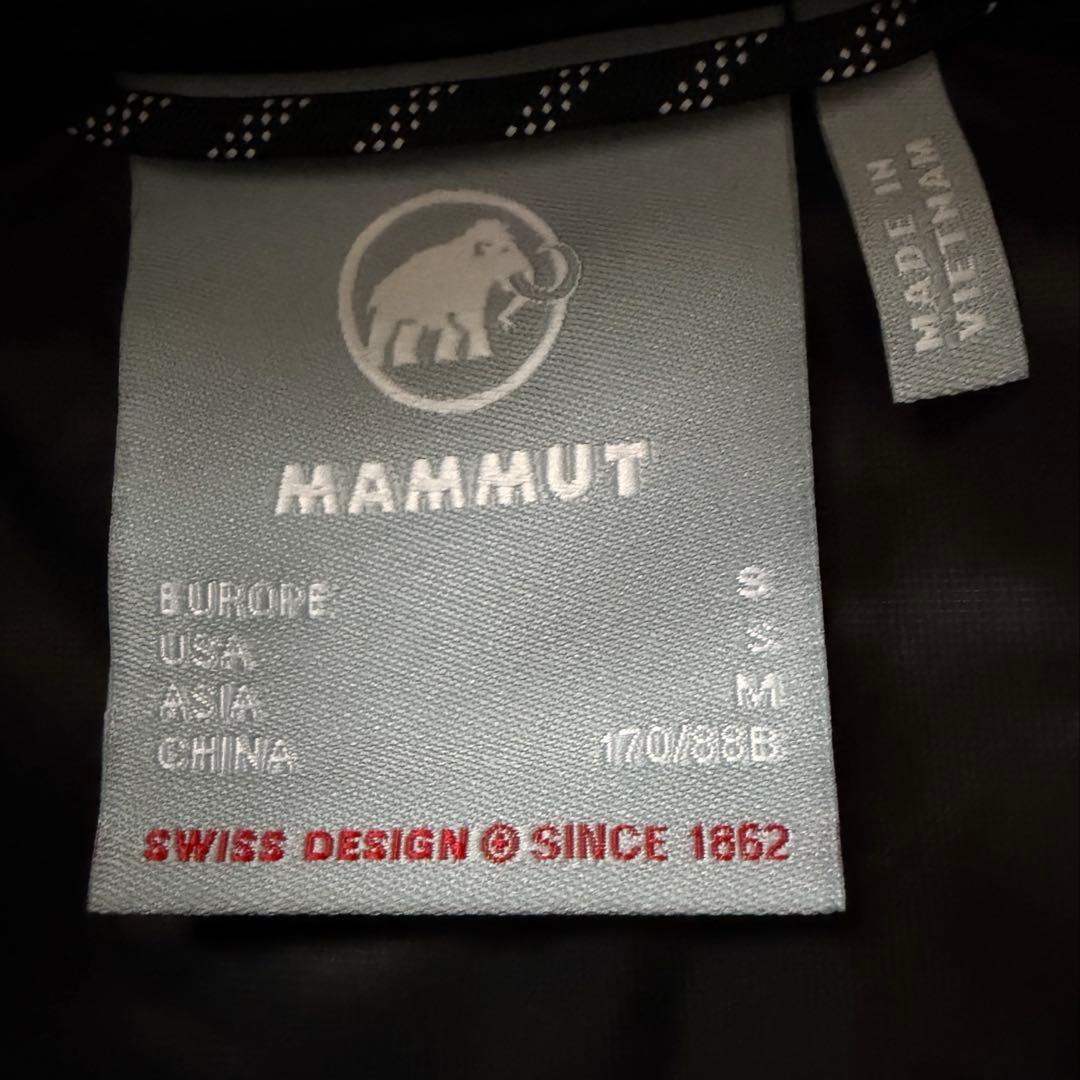 MAMMUT
EUROPE S
USA S
ASIA M
CHINA 170/88B
SWISS DESIGN SINCE 1862
MADE IN
VIETNAM